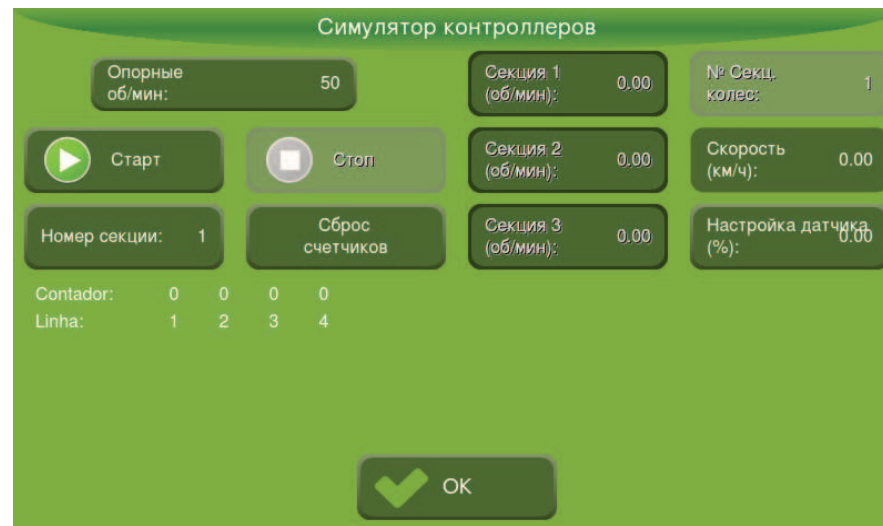 Симулятор контроллеров
Опорные
об/мин:
50
Секция 1
(об/мин):
0.00
№ Секц.
колес:
1
Старт
Стоп
Секция 2
(об/мин):
0.00
Скорость
(км/ч):
0.00
Номер секции: 1
Сброс
счетчиков
Секция 3
(об/мин):
0.00
Настройка датчика
(%):
0.00
Contador: 0 0 0 0
Linha: 1 2 3 4
OK